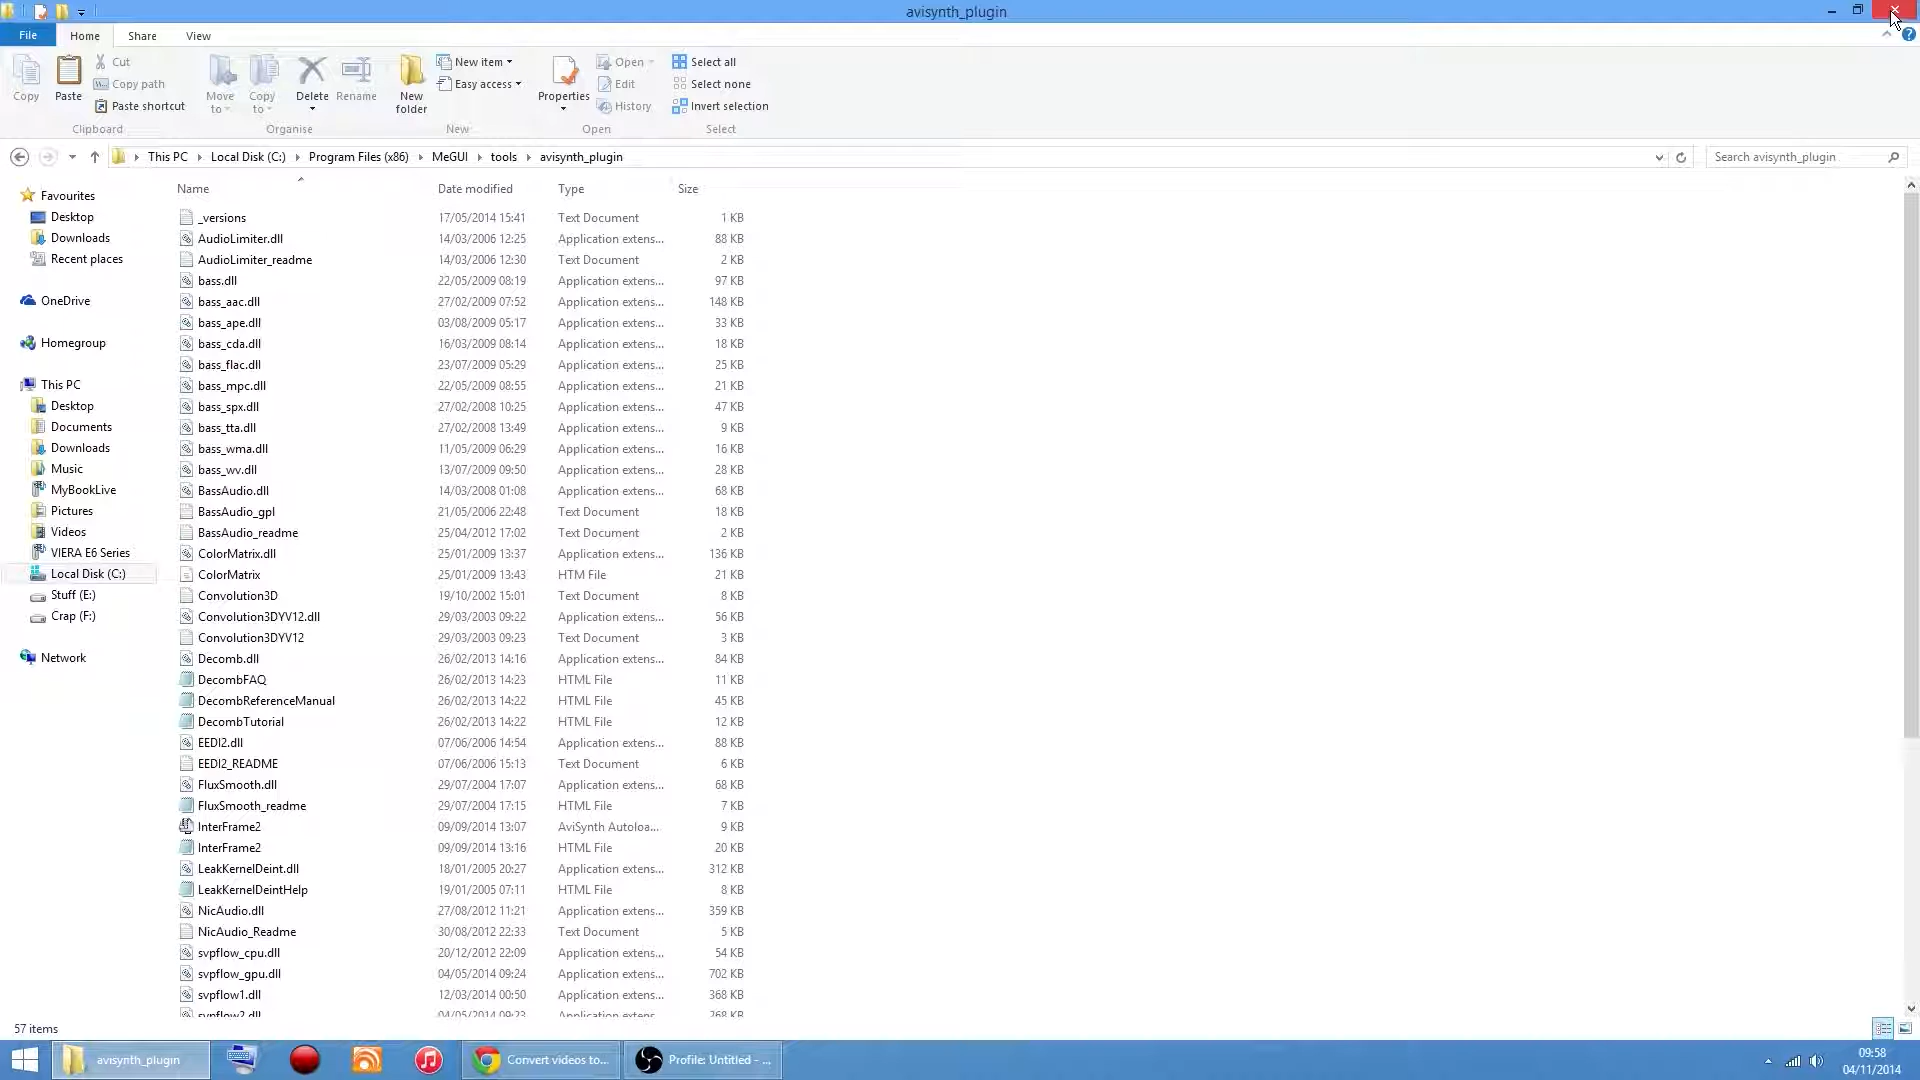 avisynth_plugin
File Home Share View
Copy
Paste
Cut
Copy path
Paste shortcut
Clipboard
Move to
Copy to
Delete
Rename
Organise
New folder
New item
Easy access
New
Properties
Open
Edit
History
Open
Select all
Select none
Invert selection
Select
This PC Local Disk (C:) Program Files (x86) MeGUI tools avisynth_plugin
Search avisynth_plugin
Favourites
Desktop
Downloads
Recent places
OneDrive
Homegroup
This PC
Desktop
Documents
Downloads
Music
MyBookLive
Pictures
Videos
VIERA E6 Series
Local Disk (C:)
Stuff (E:)
Crap (F:)
Network
Name Date modified Type Size
_versions 17/05/2014 15:41 Text Document 1 KB
AudioLimiter.dll 14/03/2006 12:25 Application extens... 88 KB
AudioLimiter_readme 14/03/2006 12:30 Text Document 2 KB
bass.dll 22/05/2009 08:19 Application extens... 97 KB
bass_aac.dll 27/02/2009 07:52 Application extens... 148 KB
bass_ape.dll 03/08/2009 05:17 Application extens... 33 KB
bass_cda.dll 16/03/2009 08:14 Application extens... 18 KB
bass_flac.dll 23/07/2009 05:29 Application extens... 25 KB
bass_mpc.dll 22/05/2009 08:55 Application extens... 21 KB
bass_spx.dll 27/02/2008 10:25 Application extens... 47 KB
bass_tta.dll 27/02/2008 13:49 Application extens... 9 KB
bass_wma.dll 11/05/2009 06:29 Application extens... 16 KB
bass_wv.dll 13/07/2009 09:50 Application extens... 28 KB
BassAudio.dll 14/03/2008 01:08 Application extens... 68 KB
BassAudio_gpl 21/05/2006 22:48 Text Document 18 KB
BassAudio_readme 25/04/2012 17:02 Text Document 2 KB
ColorMatrix.dll 25/01/2009 13:37 Application extens... 136 KB
ColorMatrix 25/01/2009 13:43 HTM File 21 KB
Convolution3D 19/10/2002 15:01 Text Document 8 KB
Convolution3DYV12.dll 29/03/2003 09:22 Application extens... 56 KB
Convolution3DYV12 29/03/2003 09:23 Text Document 3 KB
Decomb.dll 26/02/2013 14:16 Application extens... 84 KB
DecombFAQ 26/02/2013 14:23 HTML File 11 KB
DecombReferenceManual 26/02/2013 14:22 HTML File 45 KB
DecombTutorial 26/02/2013 14:22 HTML File 12 KB
EEDI2.dll 07/06/2006 14:54 Application extens... 88 KB
EEDI2_README 07/06/2006 15:13 Text Document 6 KB
FluxSmooth.dll 29/07/2004 17:07 Application extens... 68 KB
FluxSmooth_readme 29/07/2004 17:15 HTML File 7 KB
InterFrame2 09/09/2014 13:07 AviSynth Autoloa... 9 KB
InterFrame2 09/09/2014 13:16 HTML File 20 KB
LeakKernelDeint.dll 18/01/2005 20:27 Application extens... 312 KB
LeakKernelDeintHelp 19/01/2005 07:11 HTML File 8 KB
NicAudio.dll 27/08/2012 11:21 Application extens... 359 KB
NicAudio_Readme 30/08/2012 22:33 Text Document 5 KB
svpflow_cpu.dll 20/12/2012 22:09 Application extens... 54 KB
svpflow_gpu.dll 04/05/2014 09:24 Application extens... 702 KB
svpflow1.dll 12/03/2014 00:50 Application extens... 368 KB
svpflow2.dll 04/05/2014 09:23 Application extens... 268 KB
57 items
avisynth_plugin
Convert videos to...
Profile: Untitled - ...
09:58
04/11/2014